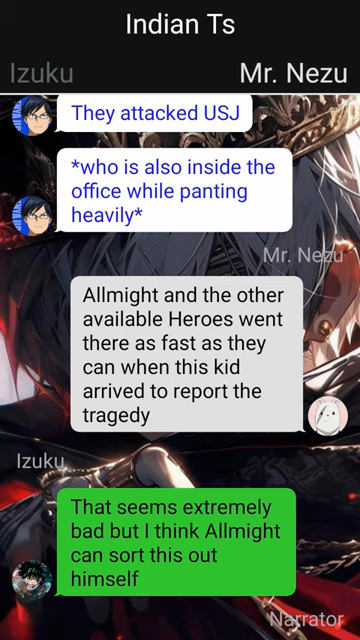 Indian Ts
Izuku Mr. Nezu
They attacked USJ
*who is also inside the
office while panting
heavily*
Mr. Nezu
Allmight and the other
available Heroes went
there as fast as they
can when this kid
arrived to report the
tragedy
Izuku
That seems extremely
bad but I think Allmight
can sort this out
himself
Narrator